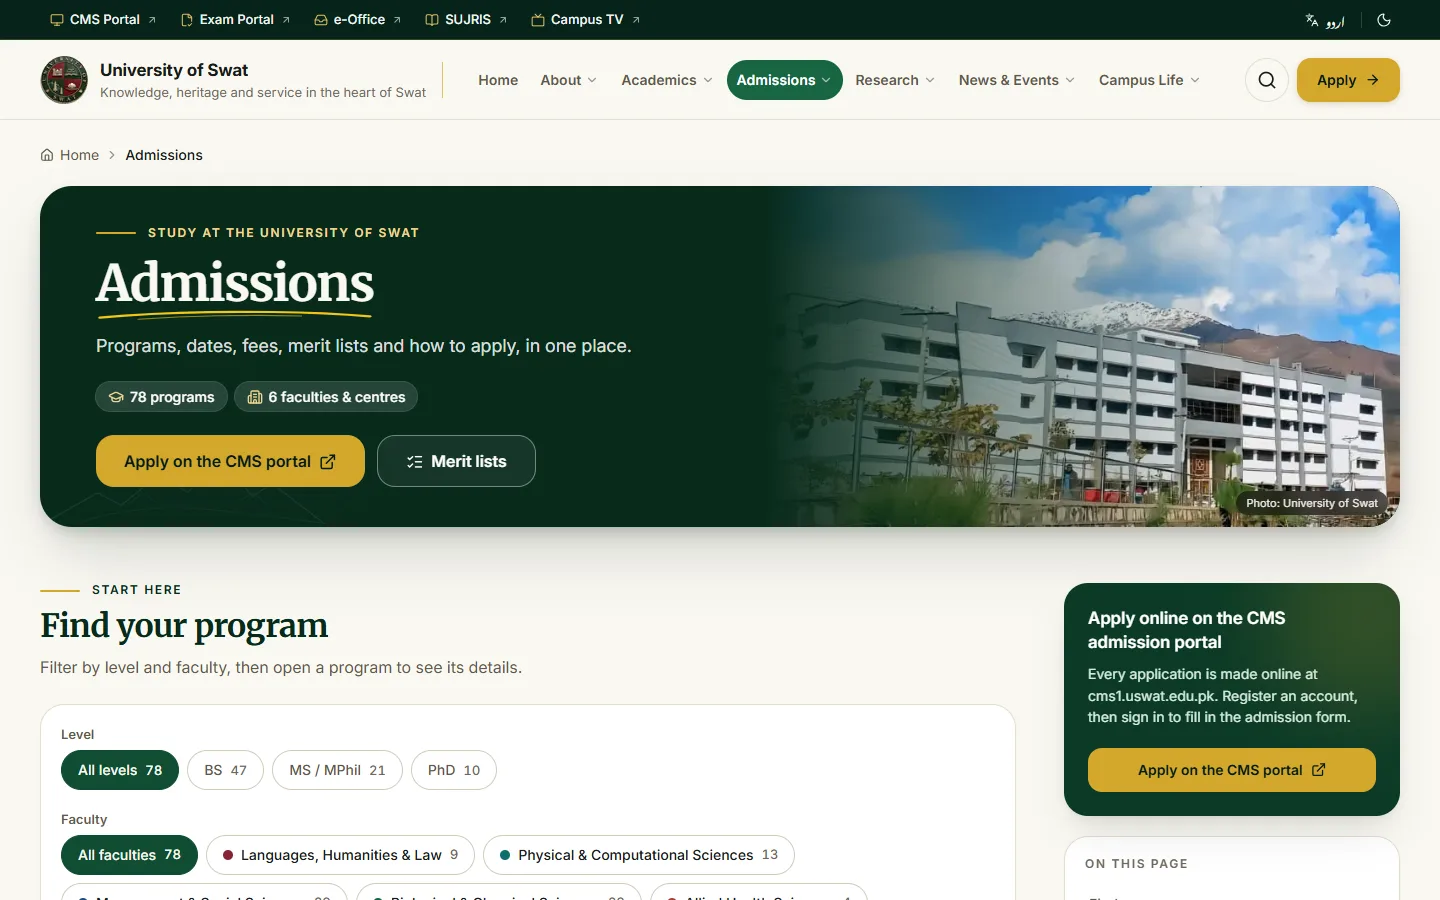 CMS Portal
Exam Portal
e-Office
SUJRIS
Campus TV
اردو
University of Swat
Knowledge, heritage and service in the heart of Swat
Home
About
Academics
Admissions
Research
News & Events
Campus Life
Apply
Home
Admissions
STUDY AT THE UNIVERSITY OF SWAT
Admissions
Programs, dates, fees, merit lists and how to apply, in one place.
78 programs
6 faculties & centres
Apply on the CMS portal
Merit lists
Photo: University of Swat
START HERE
Find your program
Filter by level and faculty, then open a program to see its details.
Level
All levels 78
BS 47
MS / MPhil 21
PhD 10
Faculty
All faculties 78
Languages, Humanities & Law 9
Physical & Computational Sciences 13
Apply online on the CMS
admission portal
Every application is made online at
cms1.uswat.edu.pk. Register an account,
then sign in to fill in the admission form.
Apply on the CMS portal
ON THIS PAGE